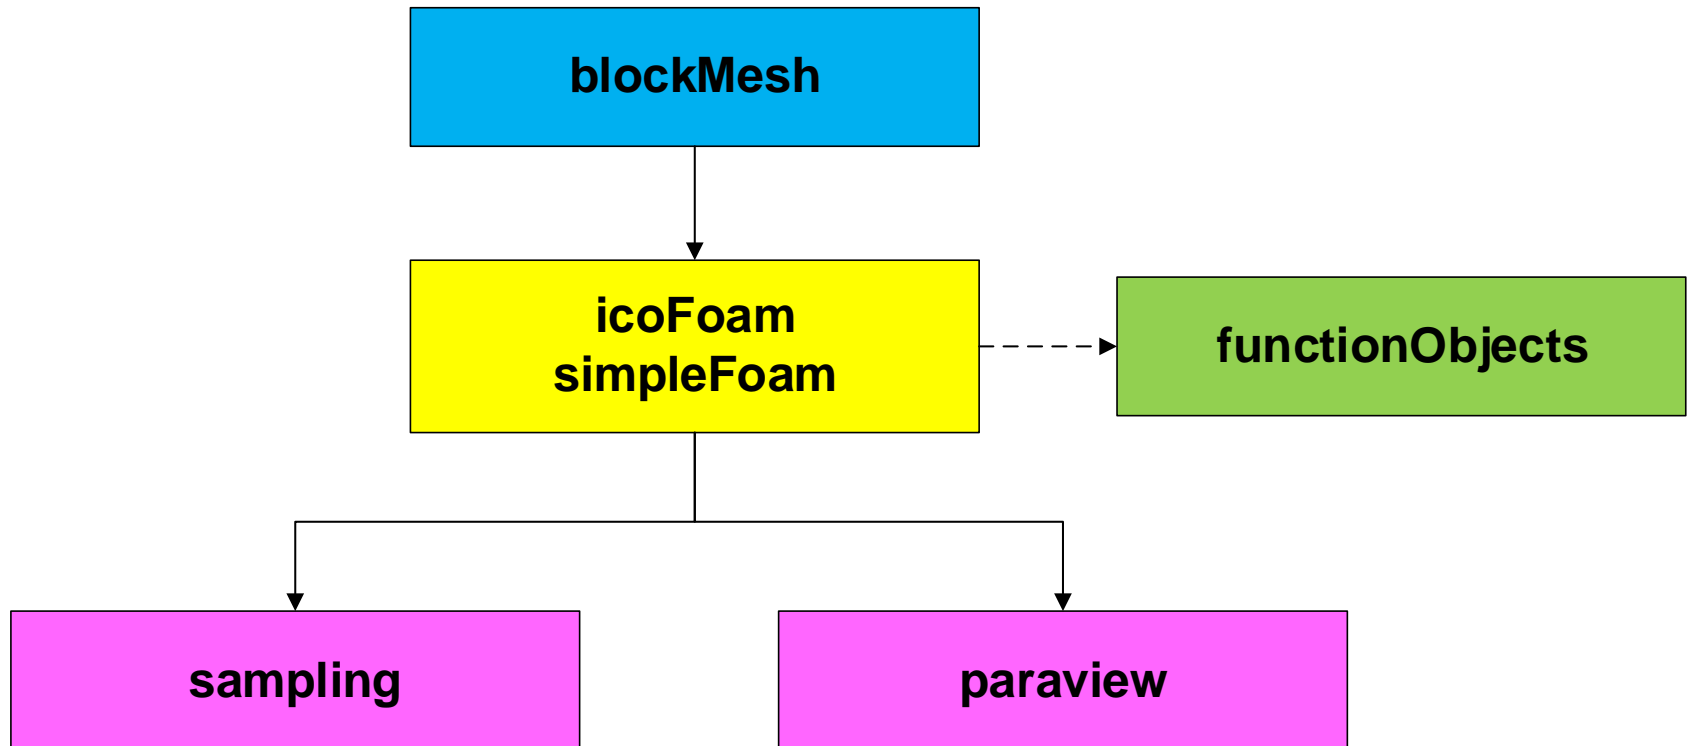 blockMesh
icoFoam
simpleFoam
functionObjects
sampling
paraview